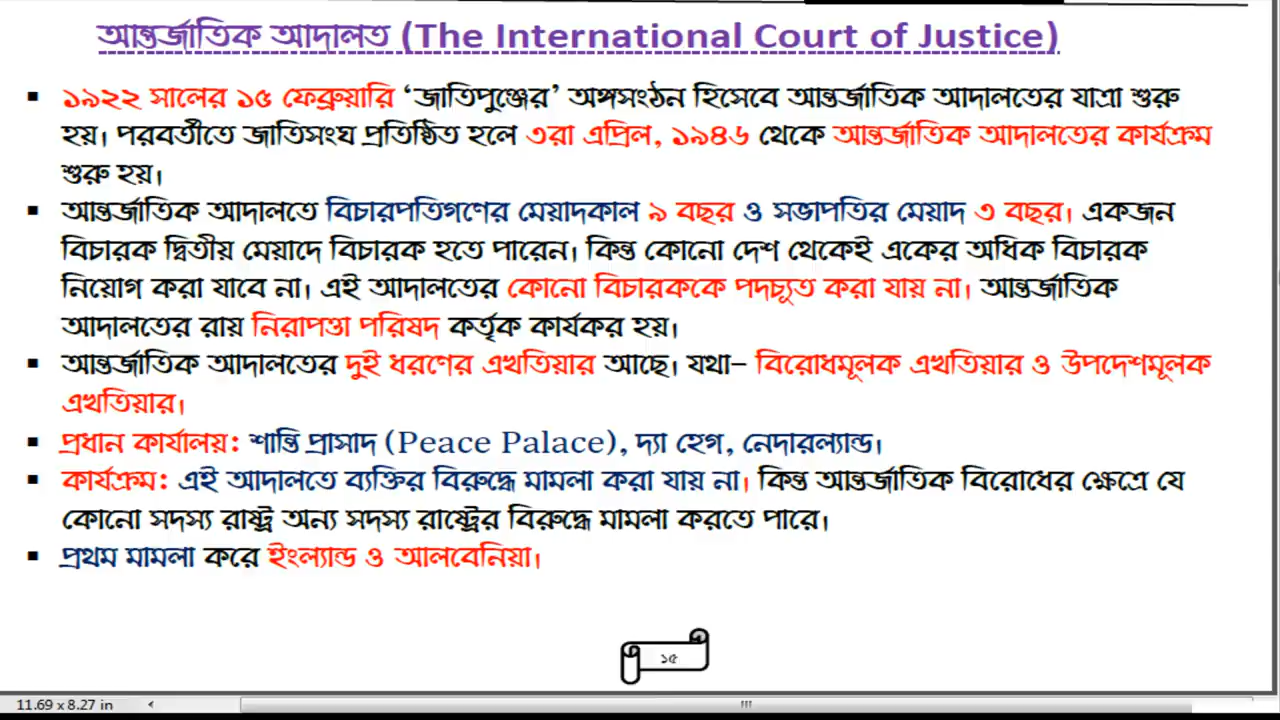 আন্তর্জাতিক আদালত (The International Court of Justice)
▪ ১৯২২ সালের ১৫ ফেব্রুয়ারি ‘জাতিপুঞ্জের’ অঙ্গসংঠন হিসেবে আন্তর্জাতিক আদালতের যাত্রা শুরু
হয়। পরবর্তীতে জাতিসংঘ প্রতিষ্ঠিত হলে ৩রা এপ্রিল, ১৯৪৬ থেকে আন্তর্জাতিক আদালতের কার্যক্রম
শুরু হয়।
▪ আন্তর্জাতিক আদালতে বিচারপতিগণের মেয়াদকাল ৯ বছর ও সভাপতির মেয়াদ ৩ বছর। একজন
বিচারক দ্বিতীয় মেয়াদে বিচারক হতে পারেন। কিন্ত কোনো দেশ থেকেই একের অধিক বিচারক
নিয়োগ করা যাবে না। এই আদালতের কোনো বিচারককে পদচ্যুত করা যায় না। আন্তর্জাতিক
আদালতের রায় নিরাপত্তা পরিষদ কর্তৃক কার্যকর হয়।
▪ আন্তর্জাতিক আদালতের দুই ধরণের এখতিয়ার আছে। যথা– বিরোধমূলক এখতিয়ার ও উপদেশমূলক
এখতিয়ার।
▪ প্রধান কার্যালয়: শান্তি প্রাসাদ (Peace Palace), দ্যা হেগ, নেদারল্যান্ড।
▪ কার্যক্রম: এই আদালতে ব্যক্তির বিরুদ্ধে মামলা করা যায় না। কিন্ত আন্তর্জাতিক বিরোধের ক্ষেত্রে যে
কোনো সদস্য রাষ্ট্র অন্য সদস্য রাষ্ট্রের বিরুদ্ধে মামলা করতে পারে।
▪ প্রথম মামলা করে ইংল্যান্ড ও আলবেনিয়া।
১৫
11.69 x 8.27 in